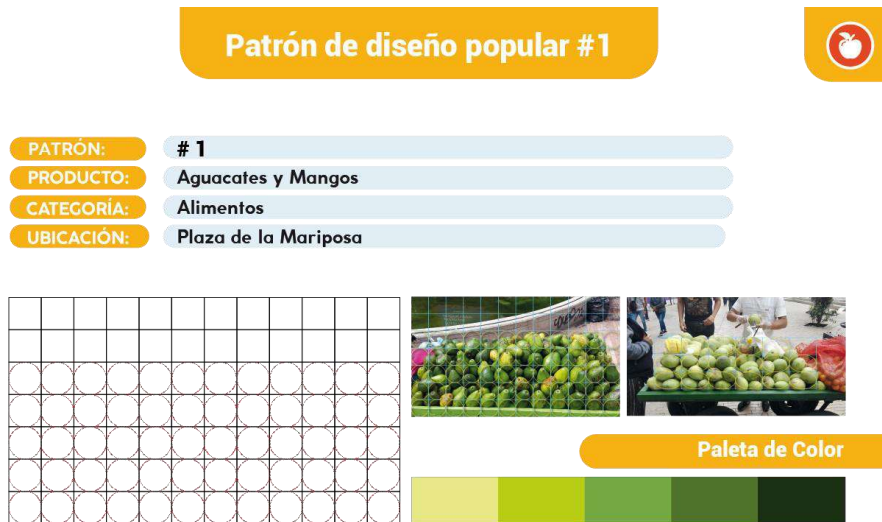 Patrón de diseño popular #1
PATRÓN: # 1
PRODUCTO: Aguacates y Mangos
CATEGORÍA: Alimentos
UBICACIÓN: Plaza de la Mariposa
Paleta de Color